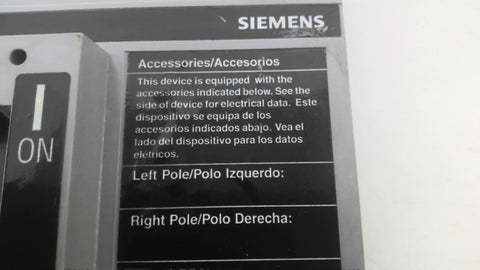 SIEMENS
Accessories/Accesorios
This device is equipped with the
accessories indicated below. See the
side of device for electrical data. Este
dispositivo se equipa de los
accesorios indicados abajo. Vea el
lado del dispositivo para los datos
elétricos.
Left Pole/Polo Izquerdo:
Right Pole/Polo Derecha:
I
ON